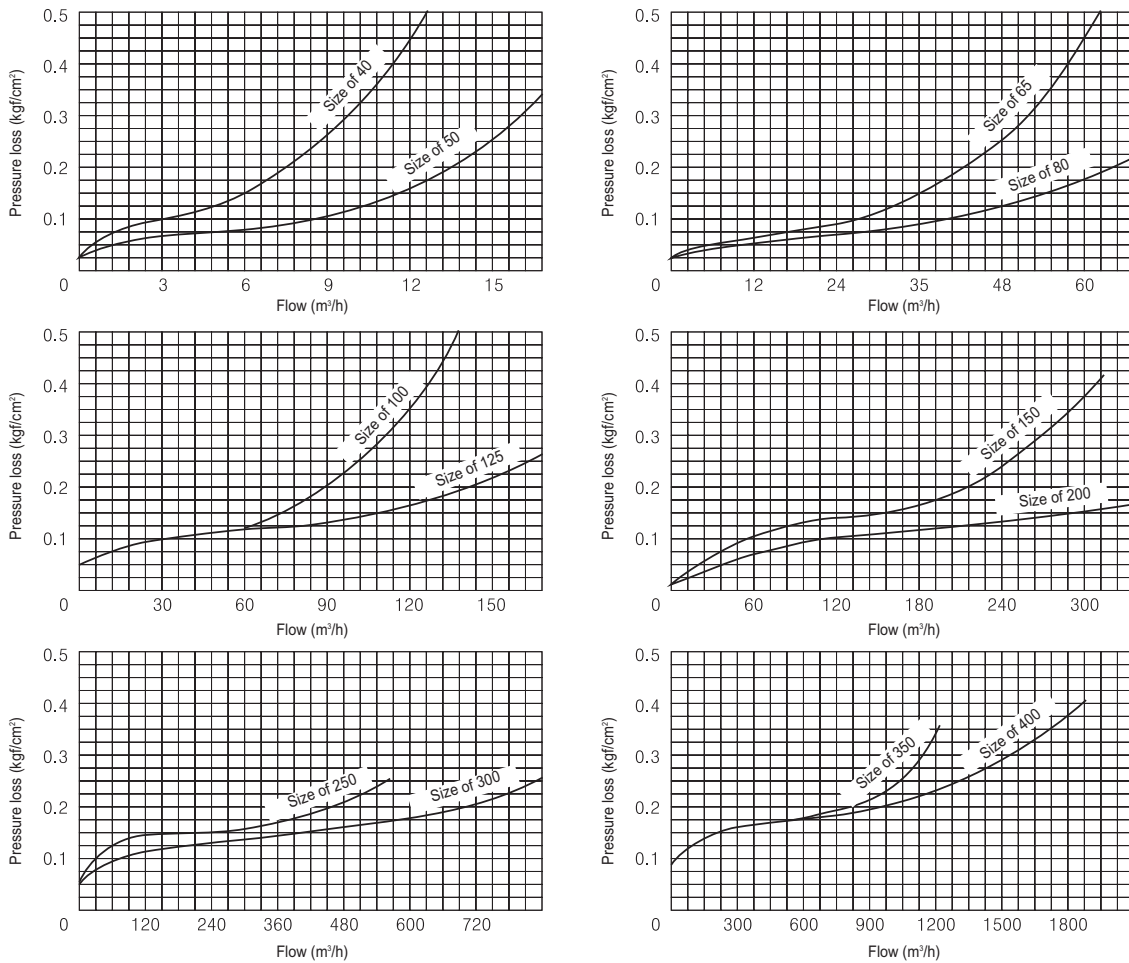 0.5
0.4
0.3
0.2
0.1
0
Pressure loss (kgf/cm²)
Size of 40
Size of 50
3 6 9 12 15
Flow (m³/h)
0.5
0.4
0.3
0.2
0.1
0
Pressure loss (kgf/cm²)
Size of 65
Size of 80
12 24 35 48 60
Flow (m³/h)
0.5
0.4
0.3
0.2
0.1
0
Pressure loss (kgf/cm²)
Size of 100
Size of 125
30 60 90 120 150
Flow (m³/h)
0.5
0.4
0.3
0.2
0.1
0
Pressure loss (kgf/cm²)
Size of 150
Size of 200
60 120 180 240 300
Flow (m³/h)
0.5
0.4
0.3
0.2
0.1
0
Pressure loss (kgf/cm²)
Size of 250
Size of 300
120 240 360 480 600 720
Flow (m³/h)
0.5
0.4
0.3
0.2
0.1
0
Pressure loss (kgf/cm²)
Size of 350
Size of 400
300 600 900 1200 1500 1800
Flow (m³/h)